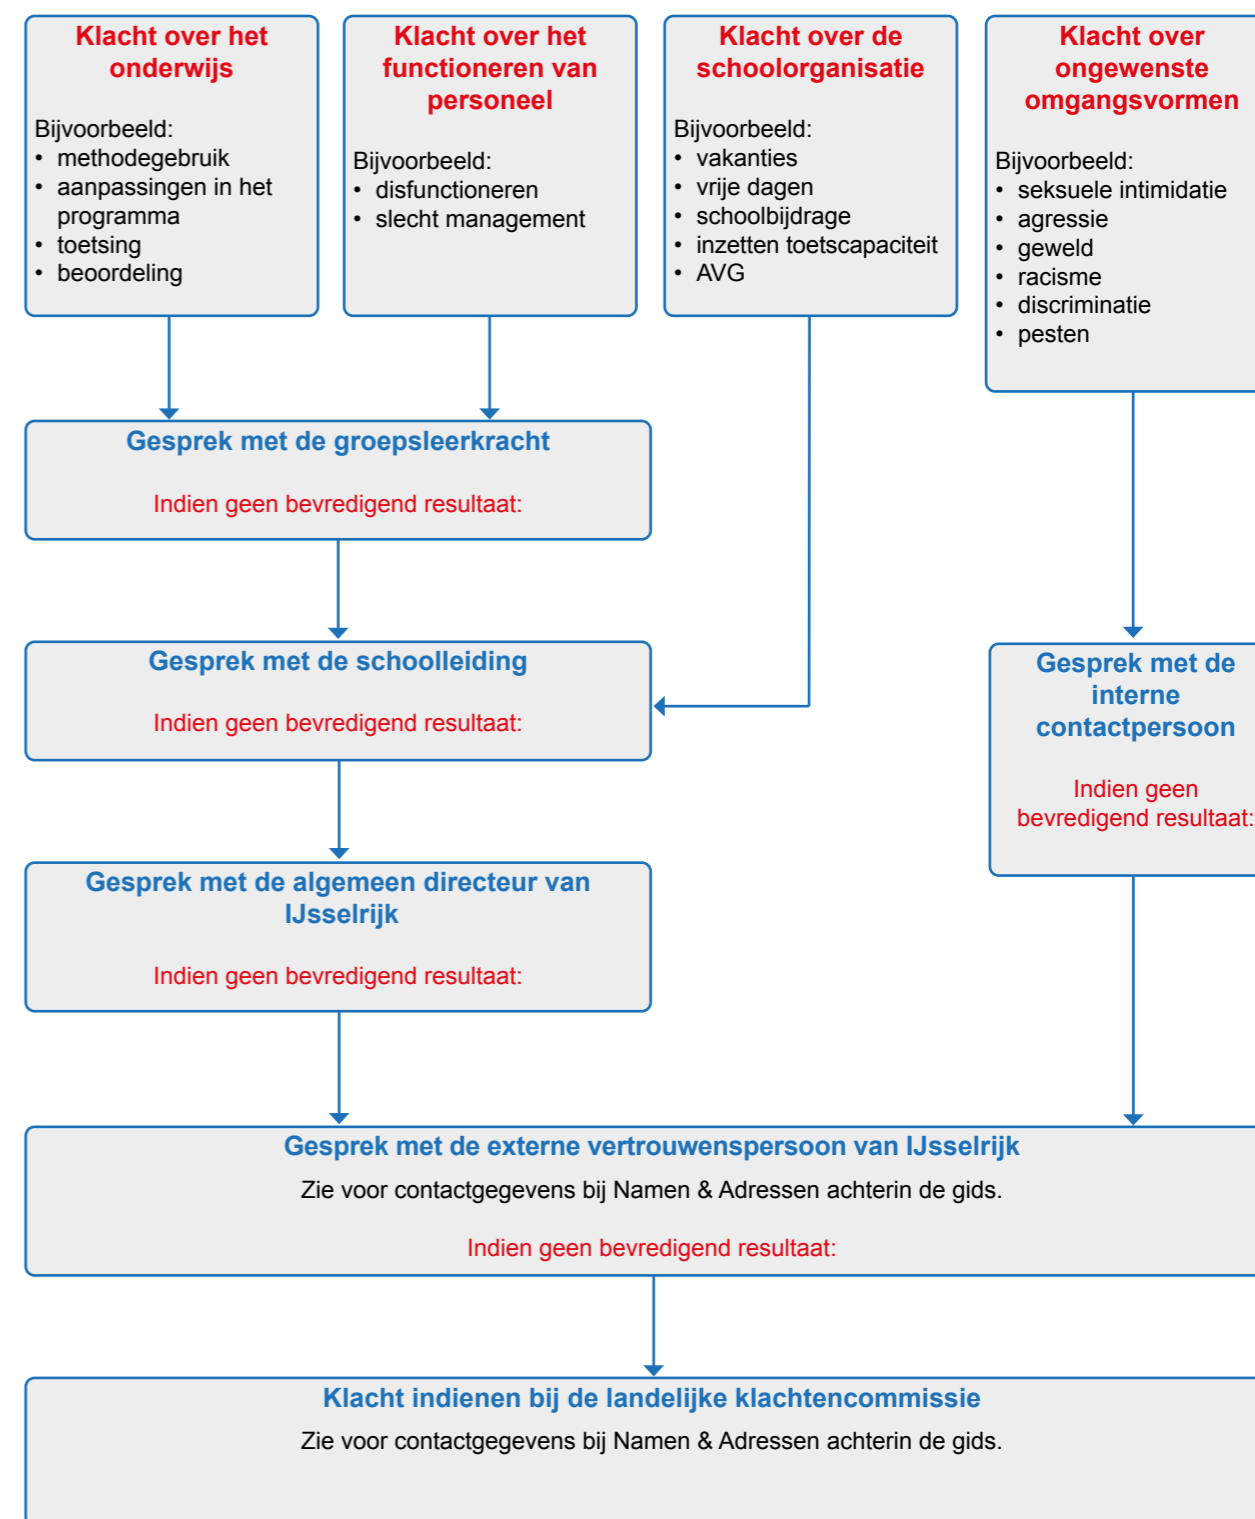 Klacht over het
onderwijs
Bijvoorbeeld:
• methodegebruik
• aanpassingen in het
programma
• toetsing
• beoordeling
Klacht over het
functioneren van
personeel
Bijvoorbeeld:
• disfunctioneren
• slecht management
Klacht over de
schoolorganisatie
Bijvoorbeeld:
• vakanties
• vrije dagen
• schoolbijdrage
• inzetten toetscapaciteit
• AVG
Klacht over
ongewenste
omgangsvormen
Bijvoorbeeld:
• seksuele intimidatie
• agressie
• geweld
• racisme
• discriminatie
• pesten
Gesprek met de groepsleerkracht
Indien geen bevredigend resultaat:
Gesprek met de schoolleiding
Indien geen bevredigend resultaat:
Gesprek met de
interne
contactpersoon
Indien geen
bevredigend resultaat:
Gesprek met de algemeen directeur van
IJsselrijk
Indien geen bevredigend resultaat:
Gesprek met de externe vertrouwenspersoon van IJsselrijk
Zie voor contactgegevens bij Namen & Adressen achterin de gids.
Indien geen bevredigend resultaat:
Klacht indienen bij de landelijke klachtencommissie
Zie voor contactgegevens bij Namen & Adressen achterin de gids.